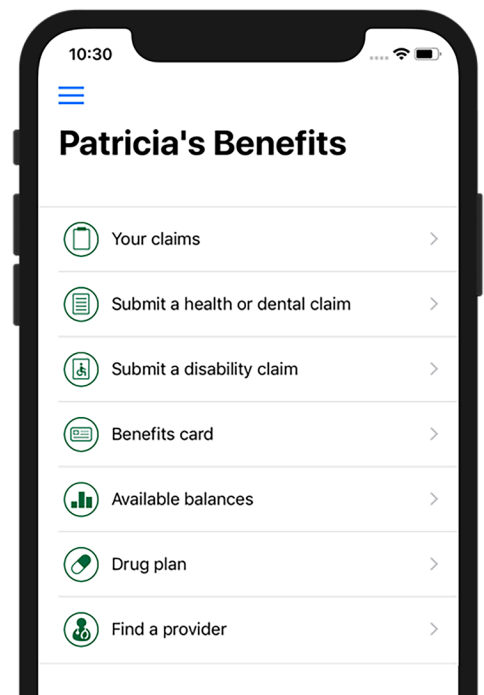 10:30
Patricia's Benefits
Your claims
Submit a health or dental claim
Submit a disability claim
Benefits card
Available balances
Drug plan
Find a provider